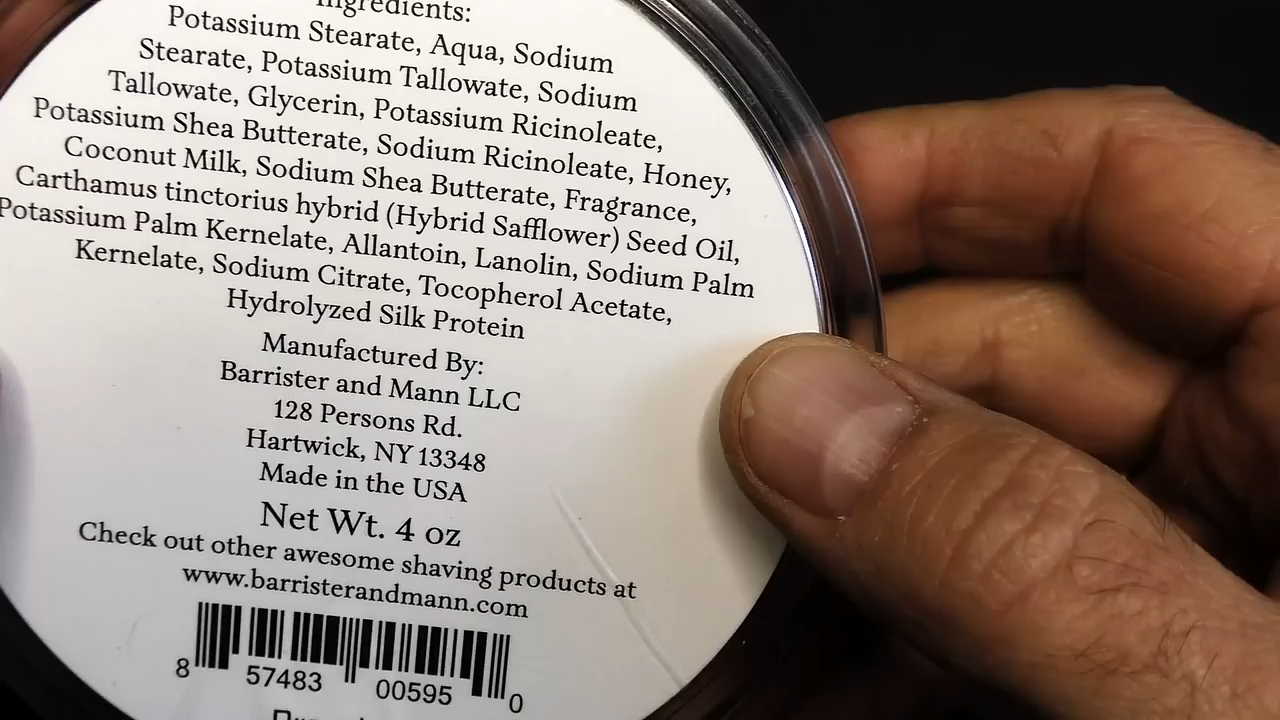 Ingredients:
Potassium Stearate, Aqua, Sodium
Stearate, Potassium Tallowate, Sodium
Tallowate, Glycerin, Potassium Ricinoleate,
Potassium Shea Butterate, Sodium Ricinoleate, Honey,
Coconut Milk, Sodium Shea Butterate, Fragrance,
Carthamus tinctorius hybrid (Hybrid Safflower) Seed Oil,
Potassium Palm Kernelate, Allantoin, Lanolin, Sodium Palm
Kernelate, Sodium Citrate, Tocopherol Acetate,
Hydrolyzed Silk Protein
Manufactured By:
Barrister and Mann LLC
128 Persons Rd.
Hartwick, NY 13348
Made in the USA
Net Wt. 4 oz
Check out other awesome shaving products at
www.barristerandmann.com
8 57483 00595 0